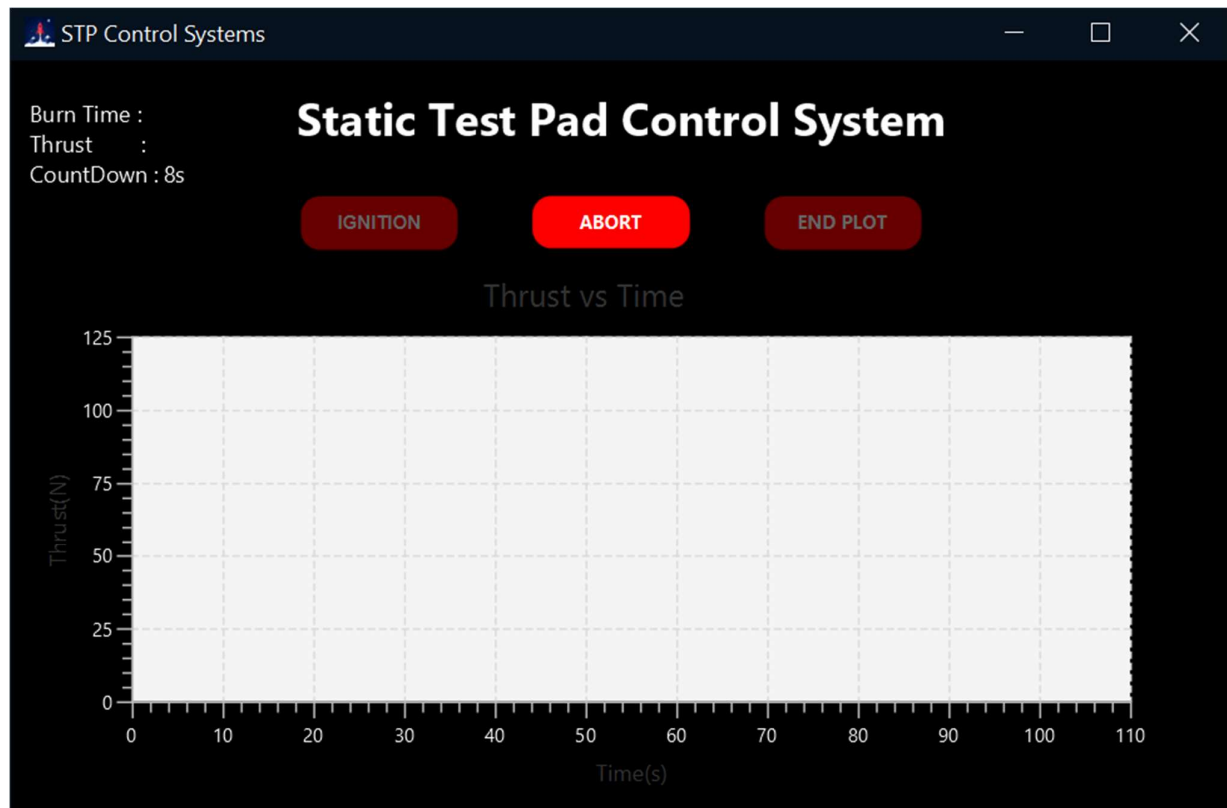 STP Control Systems
Static Test Pad Control System
Burn Time :
Thrust :
CountDown : 8s
IGNITION
ABORT
END PLOT
Thrust vs Time
125
100
75
50
25
0
Thrust(N)
0 10 20 30 40 50 60 70 80 90 100 110
Time(s)